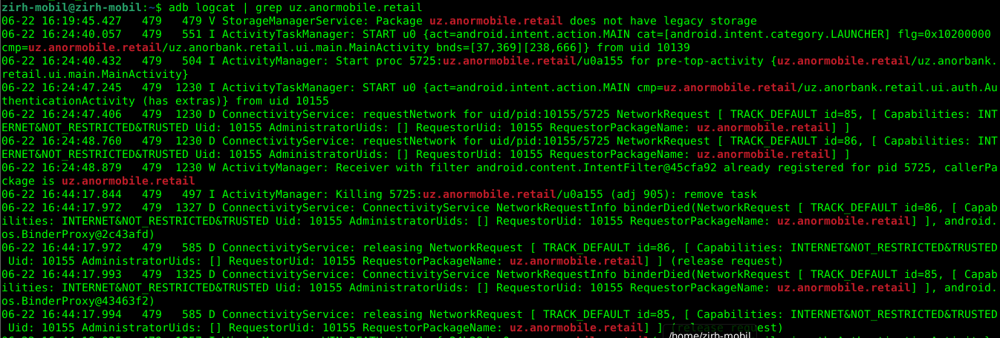 zirh-mobil@zirh-mobil:~$ adb logcat | grep uz.anormobile.retail
06-22 16:19:45.427   479   479 V StorageManagerService: Package uz.anormobile.retail does not have legacy storage
06-22 16:24:40.057   479   551 I ActivityTaskManager: START u0 {act=android.intent.action.MAIN cat=[android.intent.category.LAUNCHER] flg=0x10200000
cmp=uz.anormobile.retail/uz.anorbank.retail.ui.main.MainActivity bnds=[37,369][238,666]} from uid 10139
06-22 16:24:40.432   479   504 I ActivityManager: Start proc 5725:uz.anormobile.retail/u0a155 for pre-top-activity {uz.anormobile.retail/uz.anorbank.
retail.ui.main.MainActivity}
06-22 16:24:47.245   479  1230 I ActivityTaskManager: START u0 {act=android.intent.action.MAIN cmp=uz.anormobile.retail/uz.anorbank.retail.ui.auth.Au
thenticationActivity (has extras)} from uid 10155
06-22 16:24:47.406   479  1230 D ConnectivityService: requestNetwork for uid/pid:10155/5725 NetworkRequest [ TRACK_DEFAULT id=85, [ Capabilities: INT
ERNET&NOT_RESTRICTED&TRUSTED Uid: 10155 AdministratorUids: [] RequestorUid: 10155 RequestorPackageName: uz.anormobile.retail] ]
06-22 16:24:48.760   479  1230 D ConnectivityService: requestNetwork for uid/pid:10155/5725 NetworkRequest [ TRACK_DEFAULT id=86, [ Capabilities: INT
ERNET&NOT_RESTRICTED&TRUSTED Uid: 10155 AdministratorUids: [] RequestorUid: 10155 RequestorPackageName: uz.anormobile.retail] ]
06-22 16:24:48.879   479  1230 W ActivityManager: Receiver with filter android.content.IntentFilter@45cfa92 already registered for pid 5725, callerPa
ckage is uz.anormobile.retail
06-22 16:44:17.844   479   497 I ActivityManager: Killing 5725:uz.anormobile.retail/u0a155 (adj 905): remove task
06-22 16:44:17.972   479  1327 D ConnectivityService: ConnectivityService NetworkRequestInfo binderDied(NetworkRequest [ TRACK_DEFAULT id=86, [ Capab
ilities: INTERNET&NOT_RESTRICTED&TRUSTED Uid: 10155 AdministratorUids: [] RequestorUid: 10155 RequestorPackageName: uz.anormobile.retail] ], android.
os.BinderProxy@2c43afd)
06-22 16:44:17.972   479   585 D ConnectivityService: releasing NetworkRequest [ TRACK_DEFAULT id=86, [ Capabilities: INTERNET&NOT_RESTRICTED&TRUSTED
 Uid: 10155 AdministratorUids: [] RequestorUid: 10155 RequestorPackageName: uz.anormobile.retail] ] (release request)
06-22 16:44:17.993   479  1325 D ConnectivityService: ConnectivityService NetworkRequestInfo binderDied(NetworkRequest [ TRACK_DEFAULT id=85, [ Capab
ilities: INTERNET&NOT_RESTRICTED&TRUSTED Uid: 10155 AdministratorUids: [] RequestorUid: 10155 RequestorPackageName: uz.anormobile.retail] ], android.
os.BinderProxy@43463f2)
06-22 16:44:17.994   479   585 D ConnectivityService: releasing NetworkRequest [ TRACK_DEFAULT id=85, [ Capabilities: INTERNET&NOT_RESTRICTED&TRUSTED
 Uid: 10155 AdministratorUids: [] RequestorUid: 10155 RequestorPackageName: uz.anormobile.retail] ] (release request)
/home/zirh-mobil